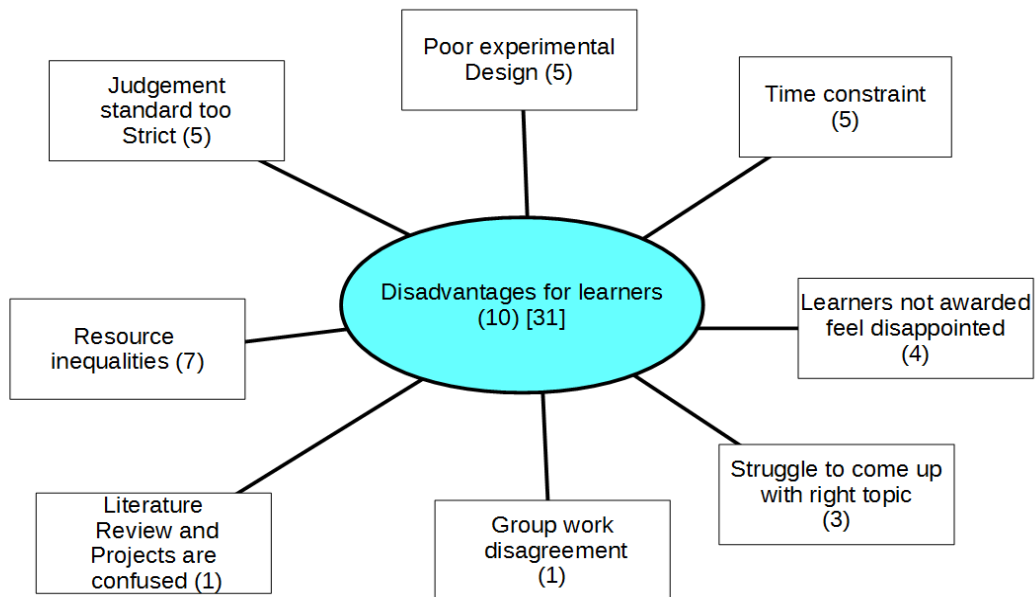 Poor experimental
Design (5)
Judgement
standard too
Strict (5)
Time constraint
(5)
Disadvantages for learners
(10) [31]
Learners not awarded
feel disappointed
(4)
Resource
inequalities (7)
Struggle to come up
with right topic
(3)
Literature
Review and
Projects are
confused (1)
Group work
disagreement
(1)